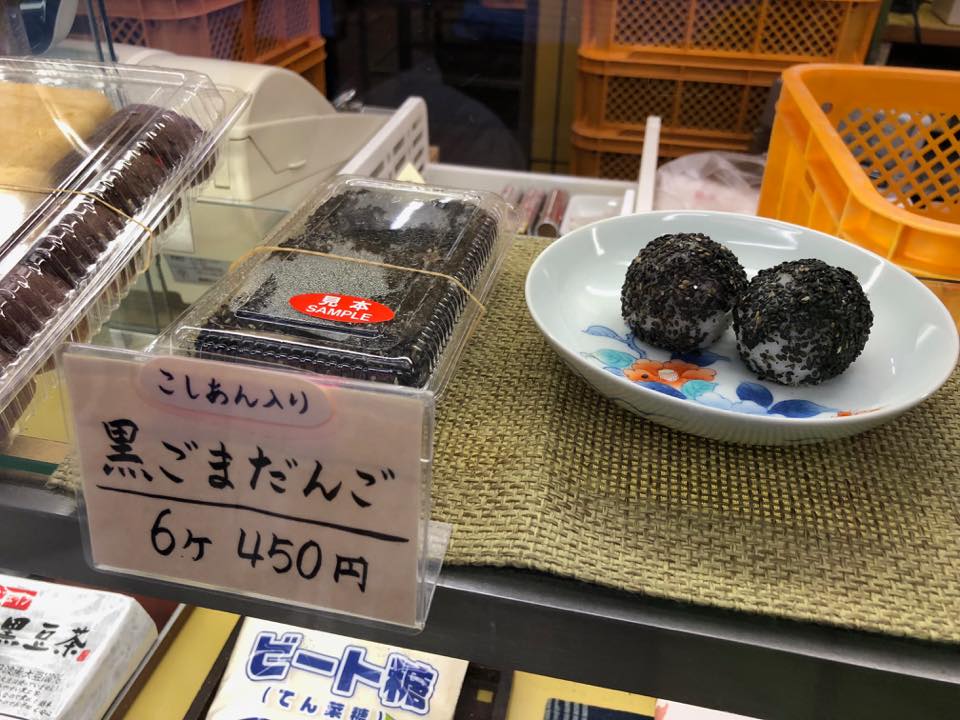 見本
SAMPLE
こしあん入り
黒ごまだんご
6ヶ 450円
黒豆茶
ビート糖
(てん菜糖